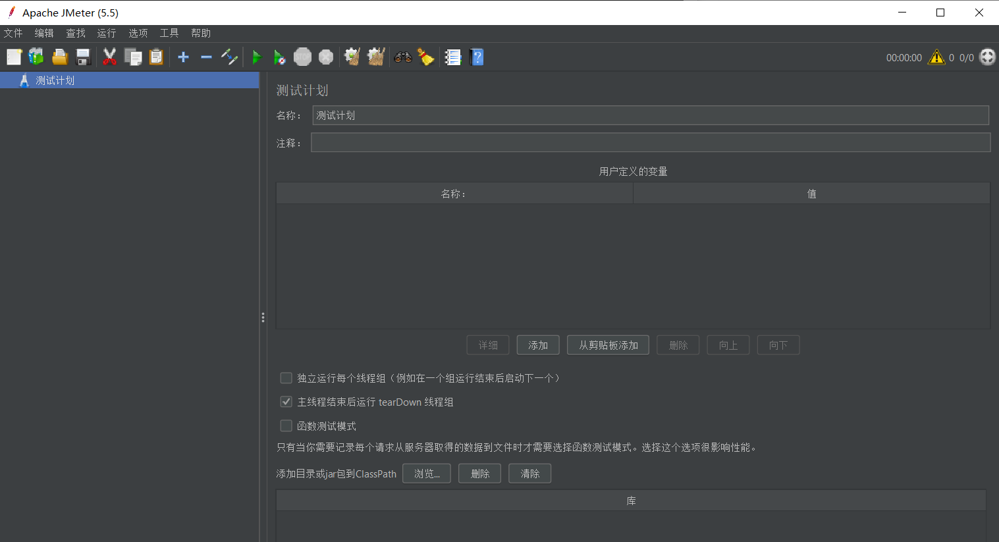 Apache JMeter (5.5)
文件 编辑 查找 运行 选项 工具 帮助
STOP
00:00:00 0 0/0
测试计划
测试计划
名称： 测试计划
注释：
用户定义的变量
名称： 值
详细 添加 从剪贴板添加 删除 向上 向下
独立运行每个线程组（例如在一个组运行结束后启动下一个）
主线程结束后运行 tearDown 线程组
函数测试模式
只有当你需要记录每个请求从服务器取得的数据到文件时才需要选择函数测试模式。选择这个选项很影响性能。
添加目录或jar包到ClassPath 浏览... 删除 清除
库